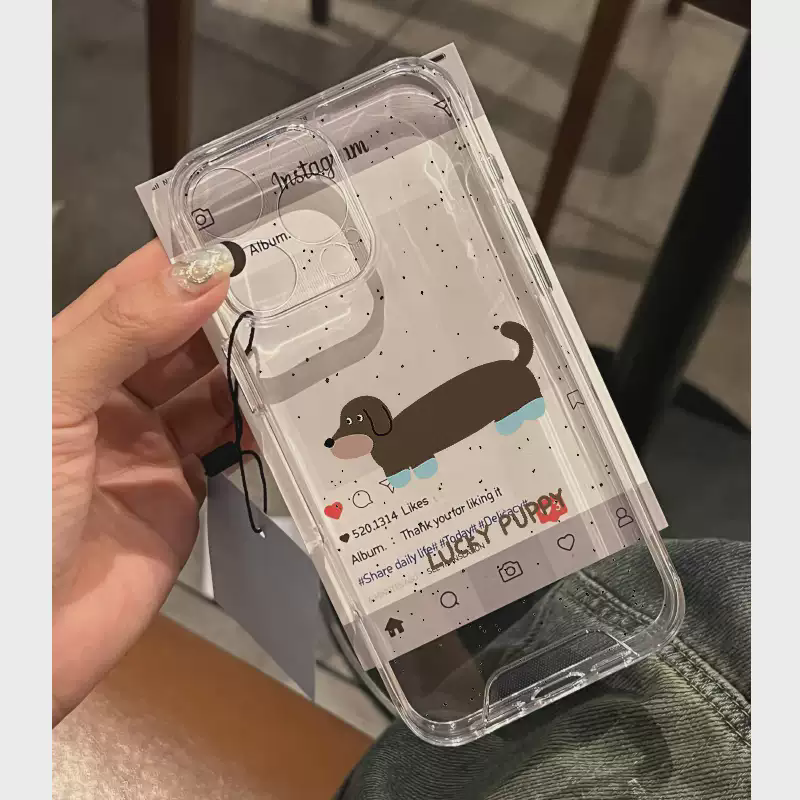 Instagram
Album.
520.1314 Likes
Album. : Thank you for liking it
#Share daily life# #Today# #Delicacy#
LUCKY PUPPY